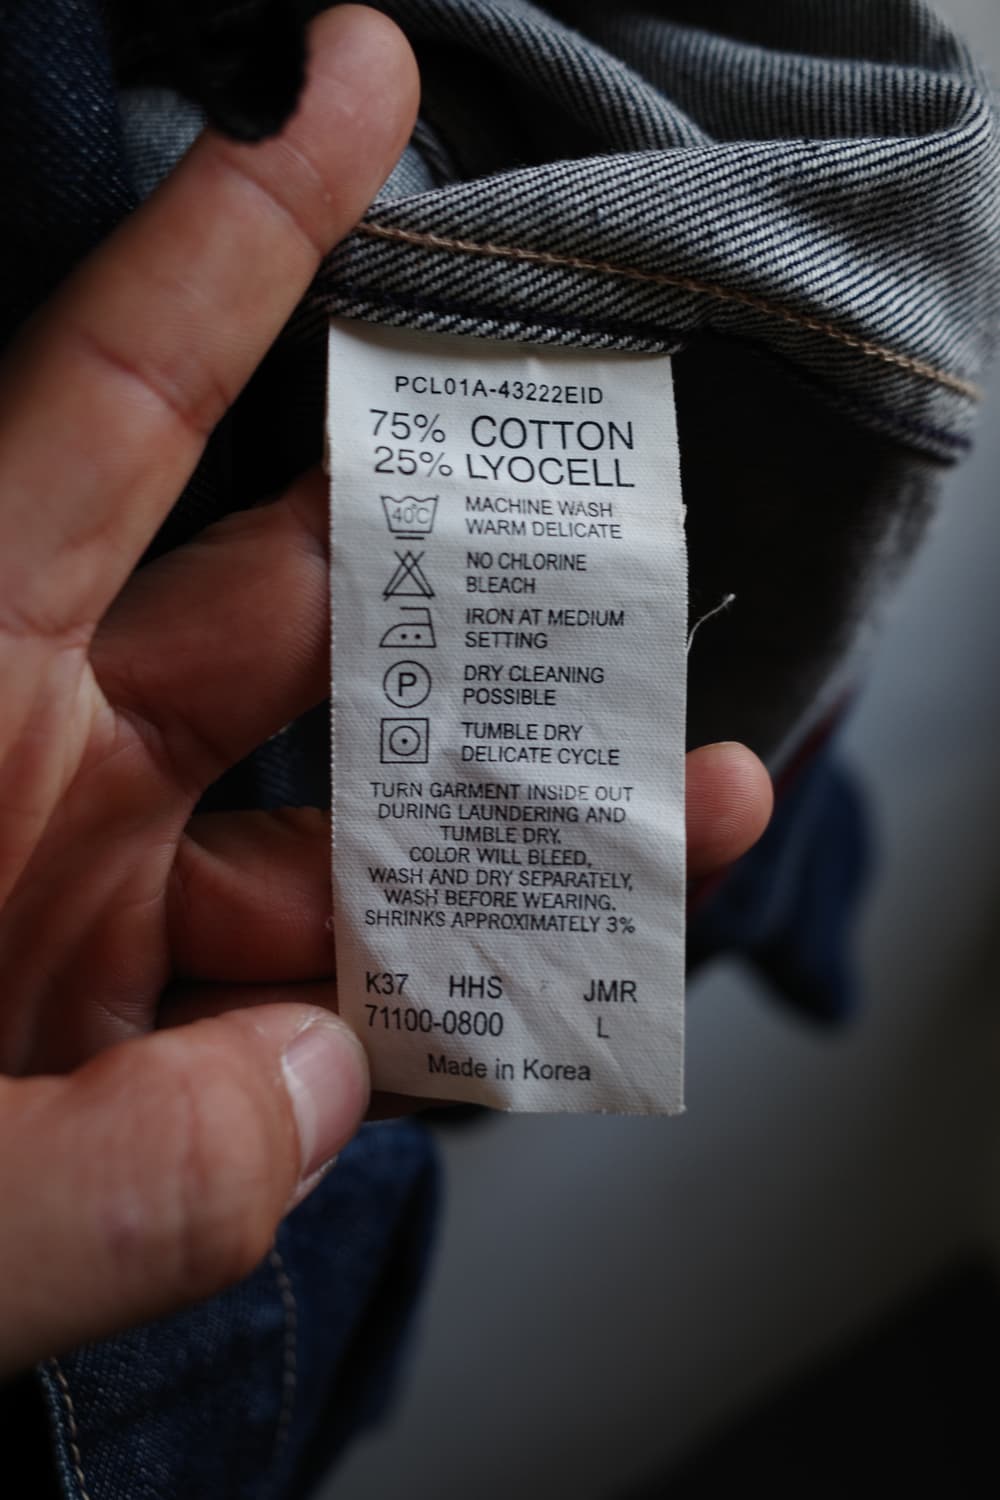 PCL01A-43222EID
75% COTTON
25% LYOCELL
40°C MACHINE WASH
WARM DELICATE
NO CHLORINE
BLEACH
IRON AT MEDIUM
SETTING
P DRY CLEANING
POSSIBLE
TUMBLE DRY
DELICATE CYCLE
TURN GARMENT INSIDE OUT
DURING LAUNDERING AND
TUMBLE DRY.
COLOR WILL BLEED,
WASH AND DRY SEPARATELY,
WASH BEFORE WEARING.
SHRINKS APPROXIMATELY 3%
K37 HHS JMR
71100-0800 L
Made in Korea